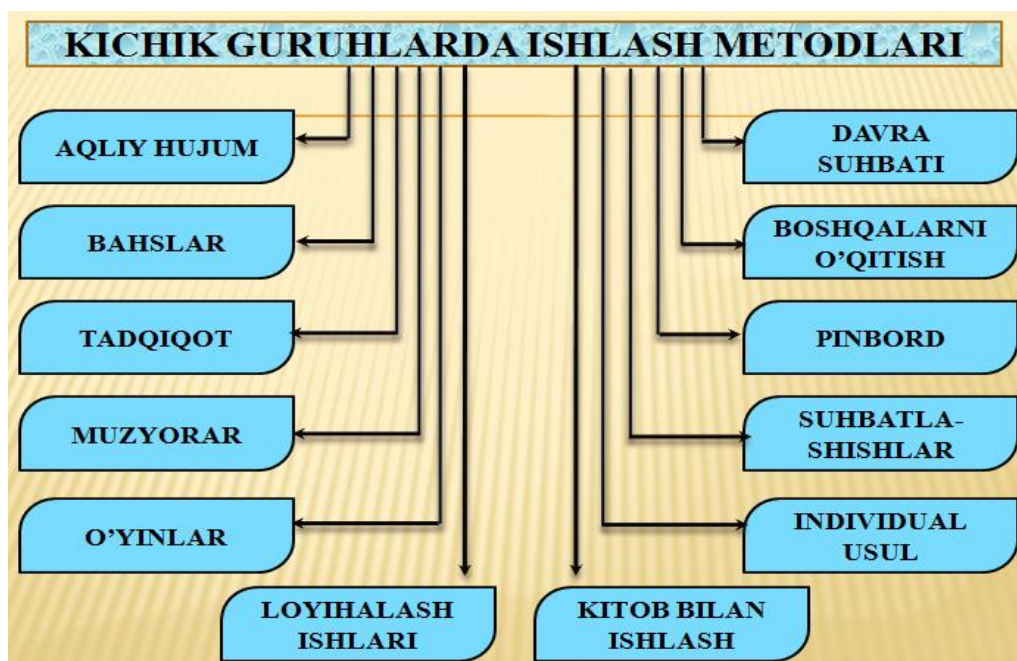 KICHIK GURUHLARDA ISHLASH METODLARI
AQLIY HUJUM
BAHSLAR
TADQIQOT
MUZYORAR
O’YINLAR
LOYIHALASH
ISHLARI
KITOB BILAN
ISHLASH
DAVRA
SUHBATI
BOSHQALARNI
O’QITISH
PINBORD
SUHBATLA-
SHISHLAR
INDIVIDUAL
USUL